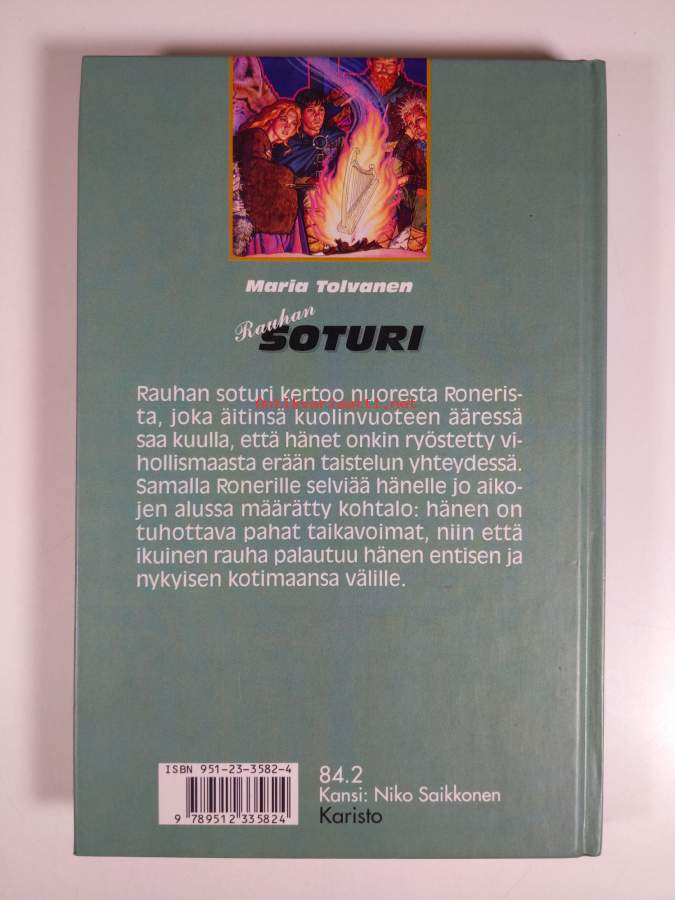 Maria Tolvanen
Rauhan
SOTURI
Rauhan soturi kertoo nuoresta Roneris-
ta, joka äitinsä kuolinvuoteen ääressä
Antikvariaatti.net
saa kuulla, että hänet onkin ryöstetty vi-
hollismaasta erään taistelun yhteydessä.
Samalla Ronerille selviää hänelle jo aiko-
jen alussa määrätty kohtalo: hänen on
tuhottava pahat taikavoimat, niin että
ikuinen rauha palautuu hänen entisen ja
nykyisen kotimaansa välille.
ISBN 951-23-3582-4
9 789512 335824
84.2
Kansi: Niko Saikkonen
Karisto